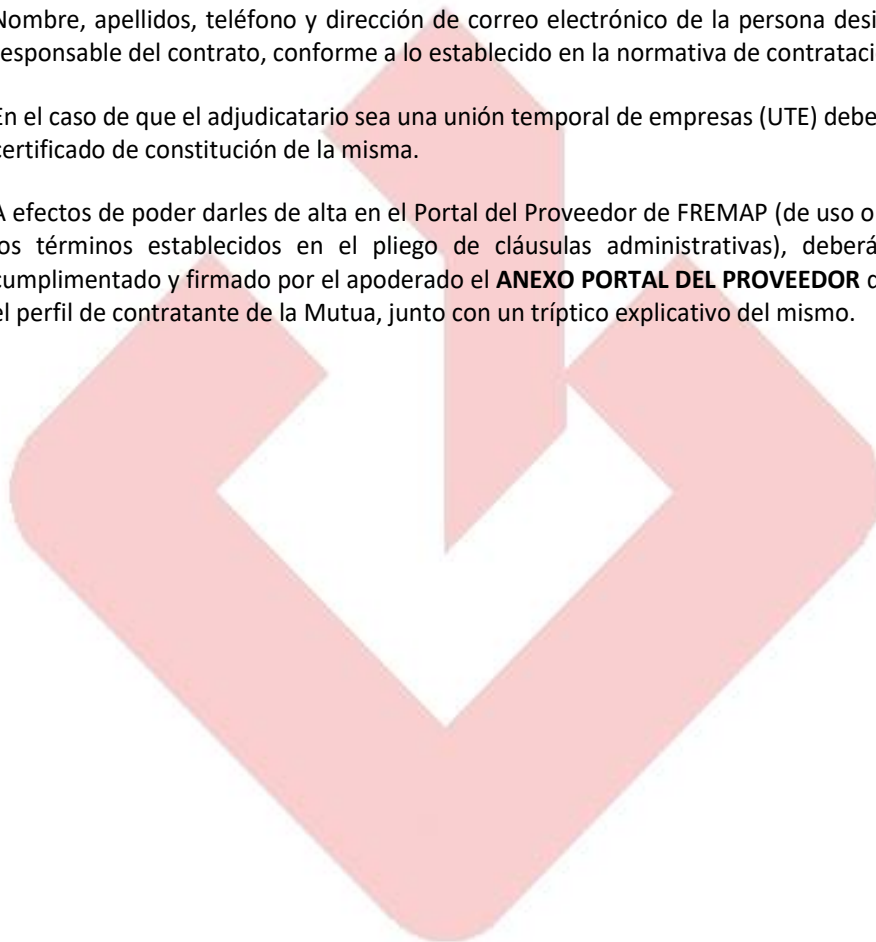 Nombre, apellidos, teléfono y dirección de correo electrónico de la persona desi
responsable del contrato, conforme a lo establecido en la normativa de contrataci
En el caso de que el adjudicatario sea una unión temporal de empresas (UTE) debe
certificado de constitución de la misma.
A efectos de poder darles de alta en el Portal del Proveedor de FREMAP (de uso o
los términos establecidos en el pliego de cláusulas administrativas), deberá
cumplimentado y firmado por el apoderado el ANEXO PORTAL DEL PROVEEDOR d
el perfil de contratante de la Mutua, junto con un tríptico explicativo del mismo.